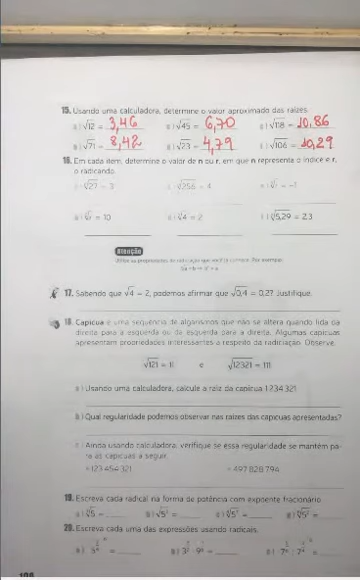 15. Usando uma calculadora, determine o valor aproximado das raízes.
a) √12 = 3,46 √45 = 6,70 √118 = 10,86
√71 = 8,42 √23 = 4,79 √106 = 10,29
16. Em cada item, determine o valor de n ou r, em que n representa o índice e r,
o radicando.
√27 = 3 √256 = 4 √r = -1
√r = 10 √4 = 2 √5,29 = 2,3
Atenção
17. Sabendo que √4 = 2, podemos afirmar que √0,4 = 0,2? Justifique.
18. Capicua é uma sequência de algarismos que não se altera quando lida da
direita para a esquerda ou da esquerda para a direita. Algumas capicuas
apresentam propriedades interessantes a respeito da radiciação. Observe.
√121 = 11 e √12321 = 111
a) Usando uma calculadora, calcule a raiz da capicua 1 234 321.
b) Qual regularidade podemos observar nas raízes das capicuas apresentadas?
c) Ainda usando calculadora, verifique se essa regularidade se mantém pa-
ra as capicuas a seguir.
• 123 454 321 • 497 828 794
19. Escreva cada radical na forma de potência com expoente fracionário.
20. Escreva cada uma das expressões usando radicais.